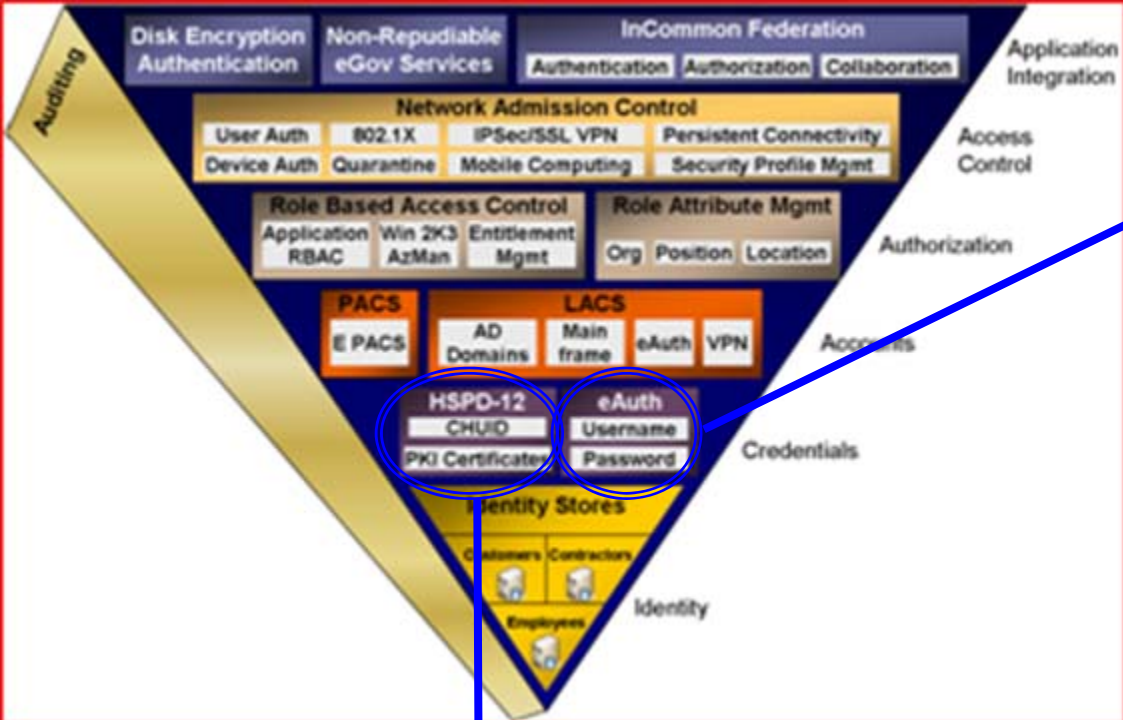 Auditing
Disk Encryption
Authentication
Non-Repudiable
eGov Services
InCommon Federation
Authentication
Authorization
Collaboration
Application
Integration
Network Admission Control
User Auth
802.1X
IPSec/SSL VPN
Persistent Connectivity
Device Auth
Quarantine
Mobile Computing
Security Profile Mgmt
Access
Control
Role Based Access Control
Application
RBAC
Win 2K3
AzMan
Entitlement
Mgmt
Role Attribute Mgmt
Org
Position
Location
Authorization
PACS
E PACS
LACS
AD
Domains
Main
frame
eAuth
VPN
Accounts
HSPD-12
CHUID
PKI Certificates
eAuth
Username
Password
Credentials
Identity Stores
Customers
Contractors
Employees
Identity